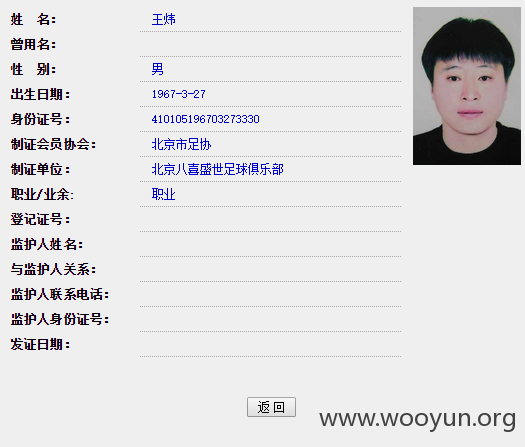 姓 名： 王炜
曾用名：
性 别： 男
出生日期： 1967-3-27
身份证号： 410105196703273330
制证会员协会： 北京市足协
制证单位： 北京八喜盛世足球俱乐部
职业/业余: 职业
登记证号：
监护人姓名：
与监护人关系：
监护人联系电话：
监护人身份证号：
发证日期：
返 回
www.wooyun.org